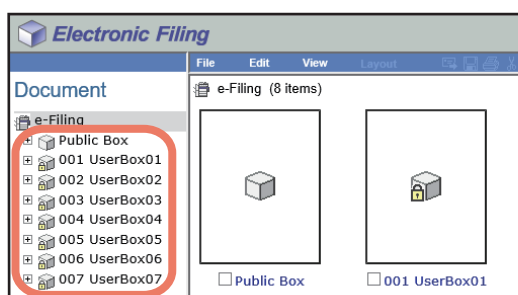 Electronic Filing
File Edit View Layout
Document
e-Filing (8 items)
e-Filing
Public Box
001 UserBox01
002 UserBox02
003 UserBox03
004 UserBox04
005 UserBox05
006 UserBox06
007 UserBox07
Public Box
001 UserBox01